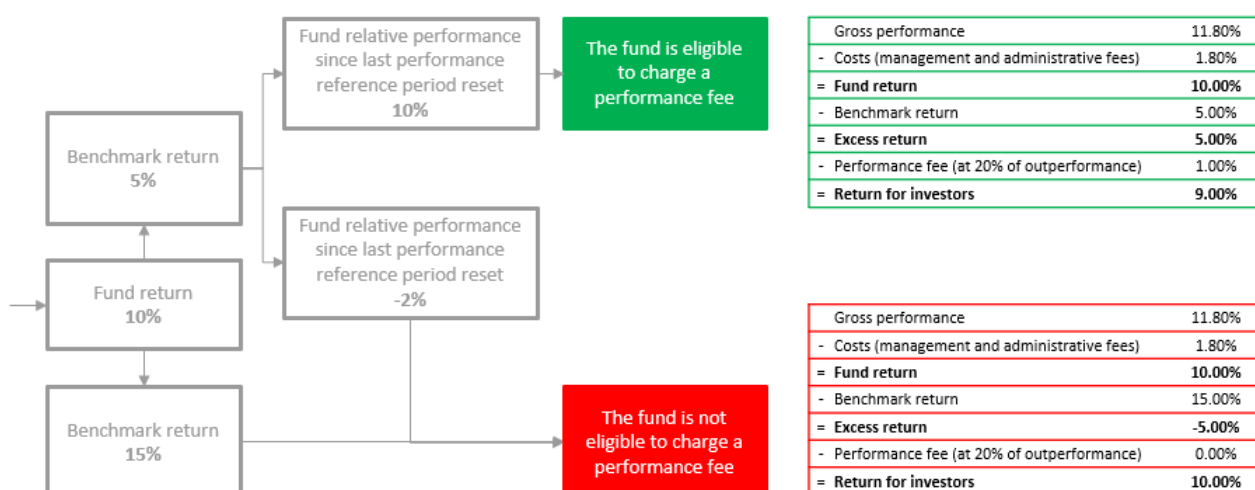 Fund relative performance
since last performance
reference period reset
10%
The fund is eligible
to charge a
performance fee
Benchmark return
5%
Fund relative performance
since last performance
reference period reset
-2%
Fund return
10%
Benchmark return
15%
The fund is not
eligible to charge a
performance fee
Gross performance 11.80%
- Costs (management and administrative fees) 1.80%
= Fund return 10.00%
- Benchmark return 5.00%
= Excess return 5.00%
- Performance fee (at 20% of outperformance) 1.00%
= Return for investors 9.00%
Gross performance 11.80%
- Costs (management and administrative fees) 1.80%
= Fund return 10.00%
- Benchmark return 15.00%
= Excess return -5.00%
- Performance fee (at 20% of outperformance) 0.00%
= Return for investors 10.00%